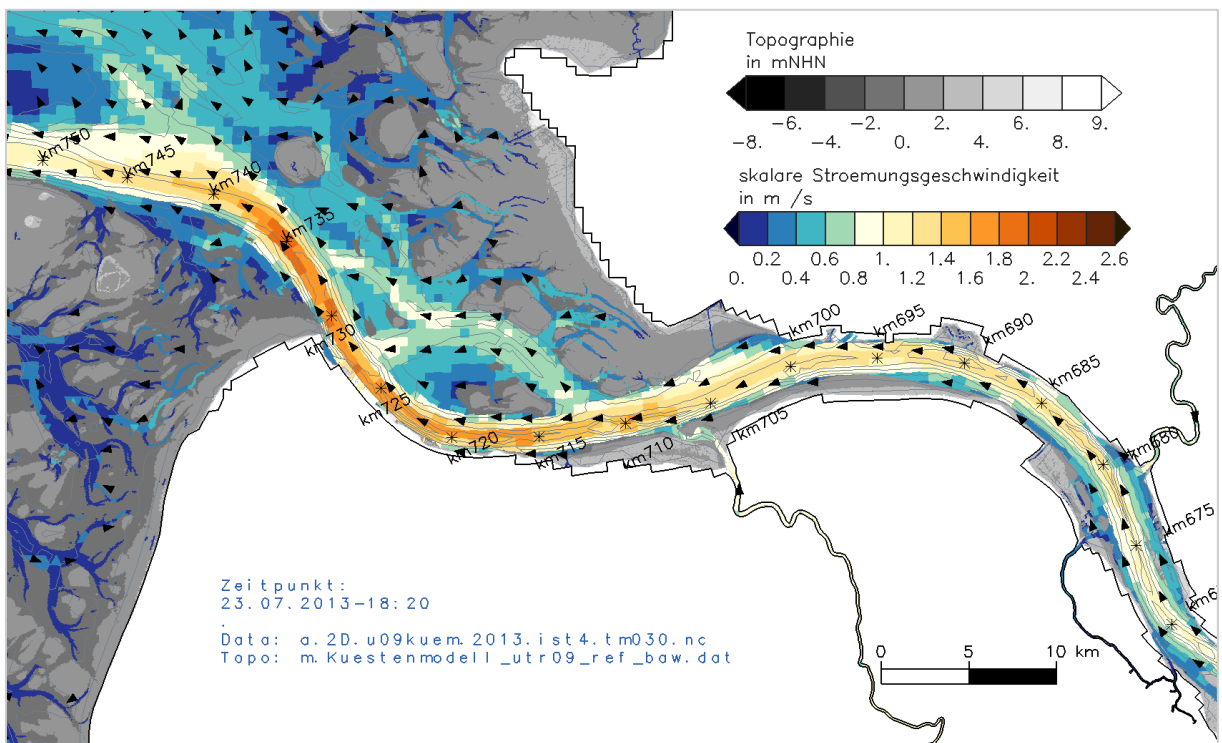 Topographie
in mNHN
-6. -2. 2. 6. 9.
-8. -4. 0. 4. 8.
skalare Stroemungsgeschwindigkeit
in m /s
0.2 0.6 1. 1.4 1.8 2.2 2.6
0. 0.4 0.8 1.2 1.6 2. 2.4
km750
km745
km740
km735
km730
km725
km720
km715
km710
km705
km700
km695
km690
km685
km680
km675
Zeitpunkt:
23.07.2013-18:20
.
Data: a.2D.u09kuem.2013.ist4.tm030.nc
Topo: m.Kuestenmodell_utr09_ref_baw.dat
0 5 10 km